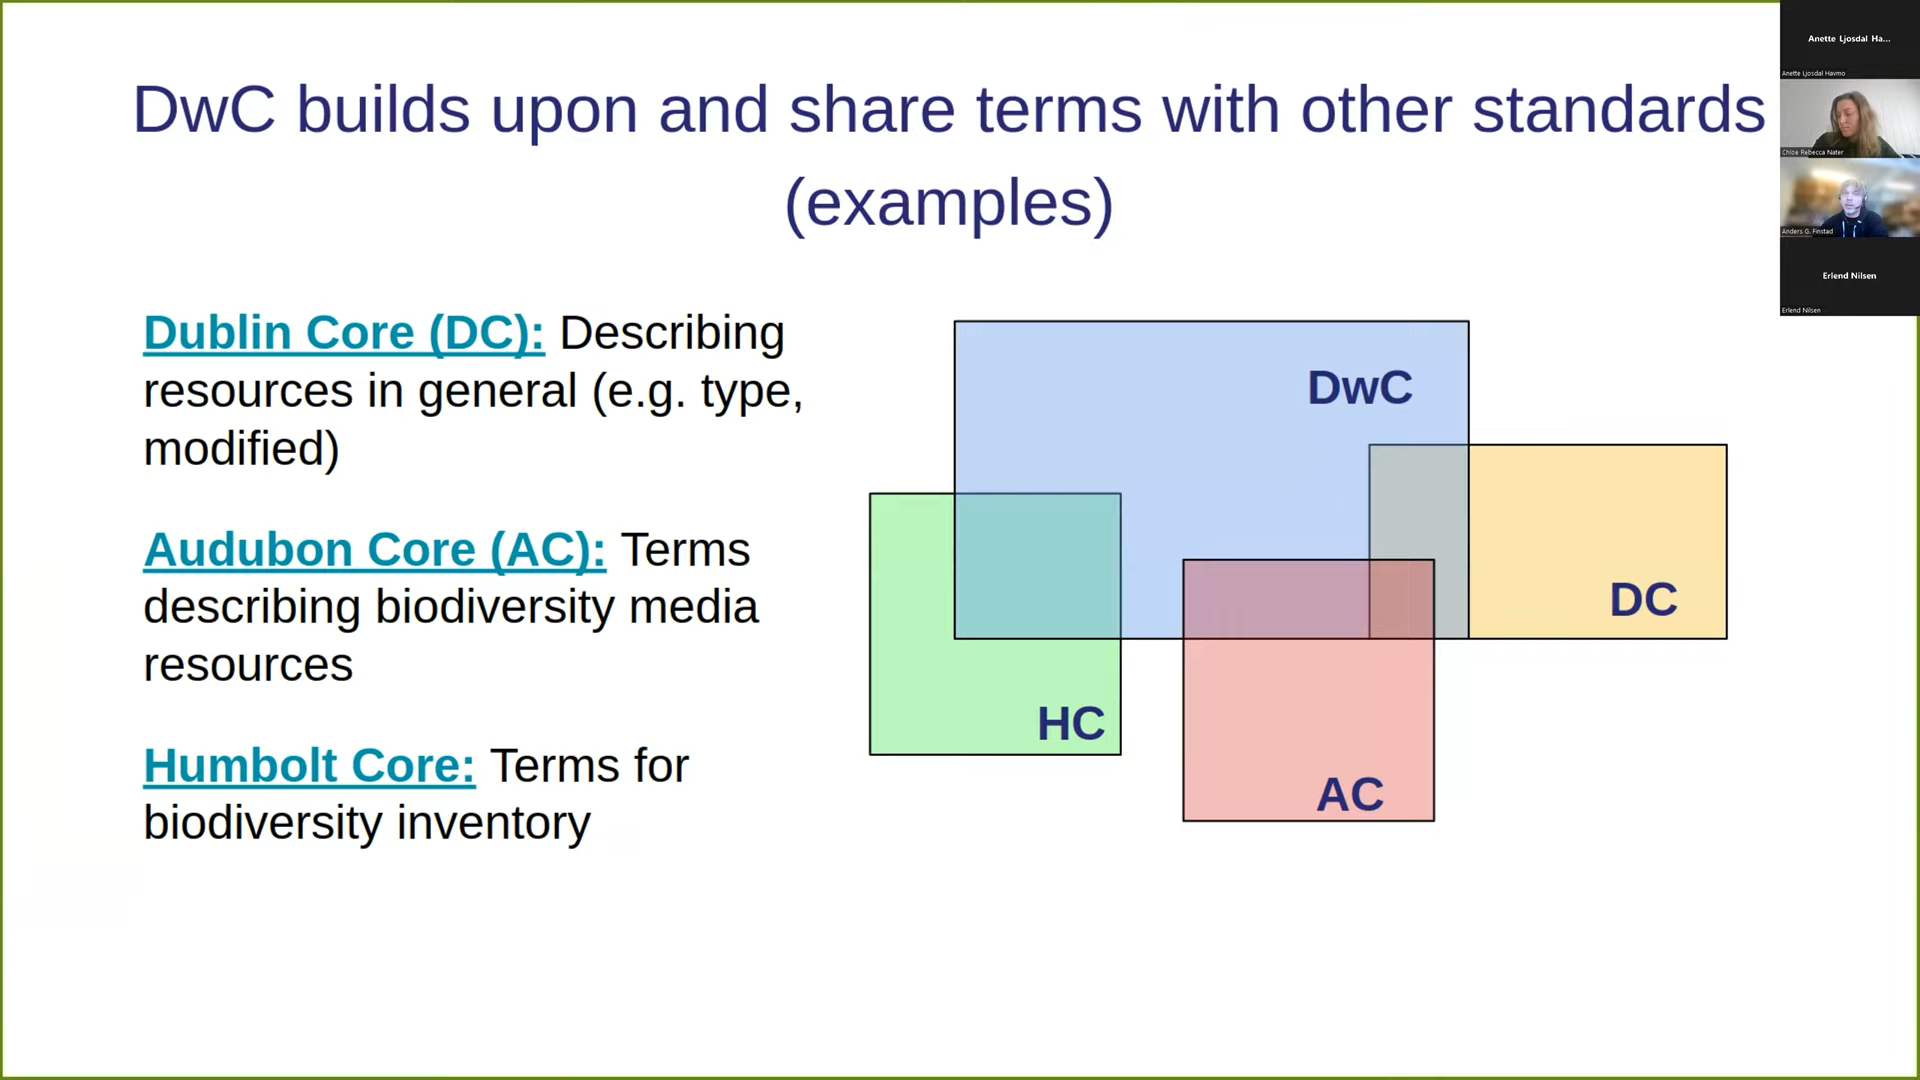 DwC builds upon and share terms with other standards
(examples)
Dublin Core (DC): Describing
resources in general (e.g. type,
modified)
Audubon Core (AC): Terms
describing biodiversity media
resources
Humbolt Core: Terms for
biodiversity inventory
DwC
DC
HC
AC
Anette Ljosdal Ha...
Anette Ljosdal Havmo
Chloe Rebecca Nater
Anders G. Finstad
Erlend Nilsen
Erlend Nilsen